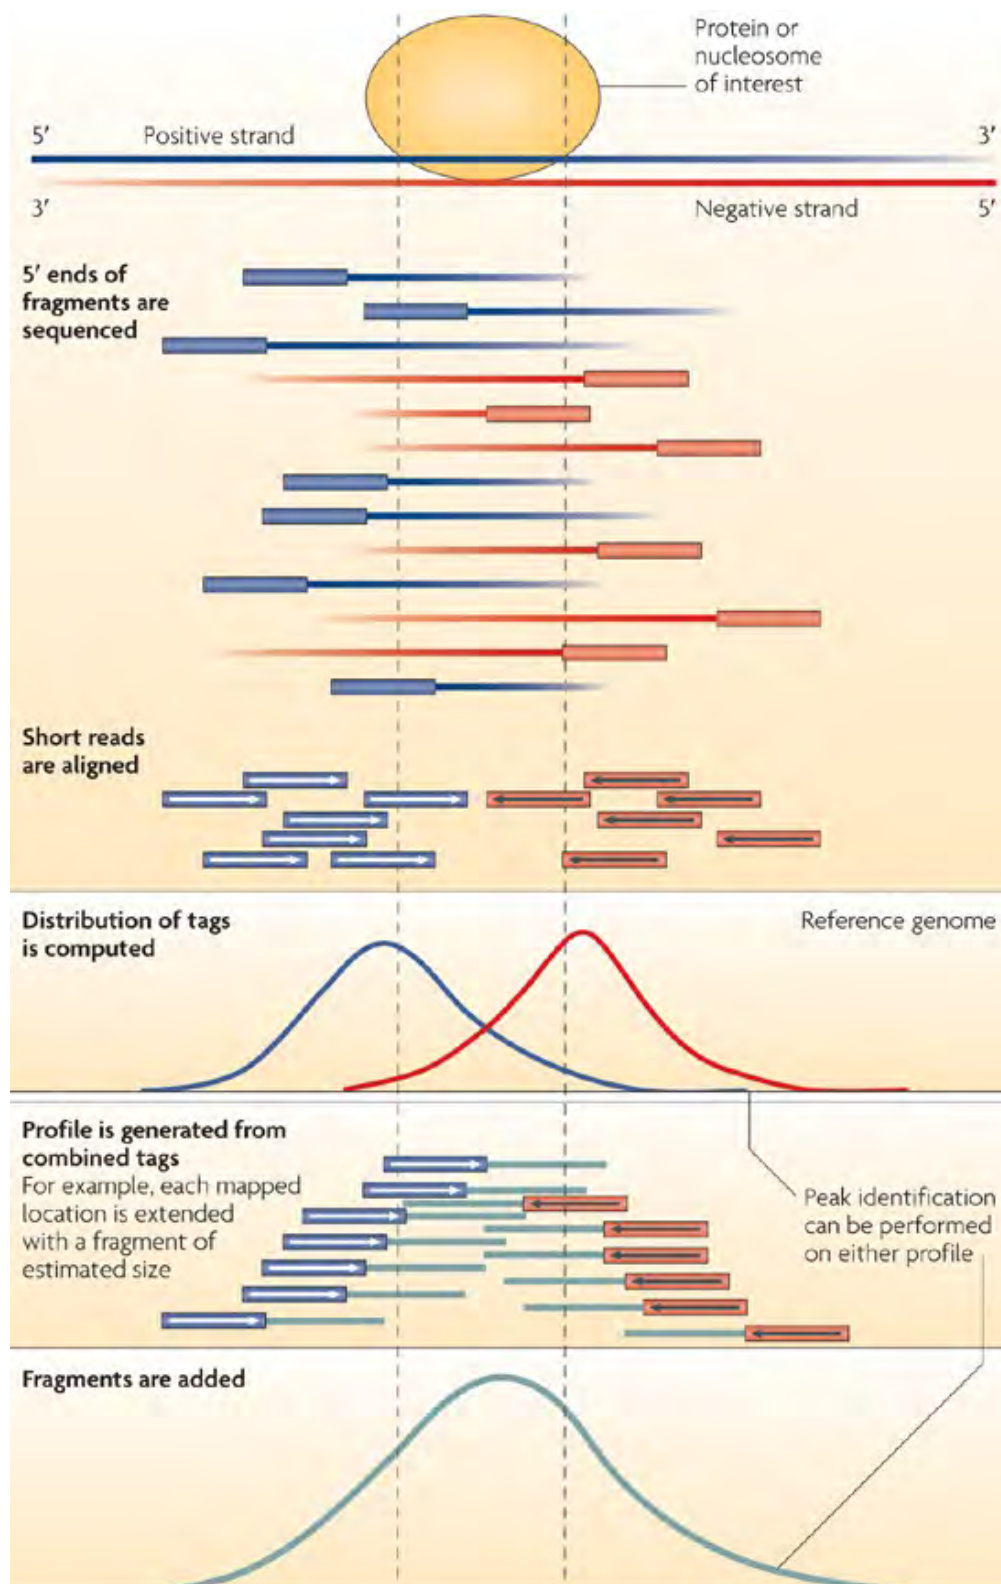 Protein or
nucleosome
of interest
5′
Positive strand
3′
3′
Negative strand
5′
5′ ends of
fragments are
sequenced
Short reads
are aligned
Distribution of tags
is computed
Reference genome
Profile is generated from
combined tags
For example, each mapped
location is extended
with a fragment of
estimated size
Peak identification
can be performed
on either profile
Fragments are added